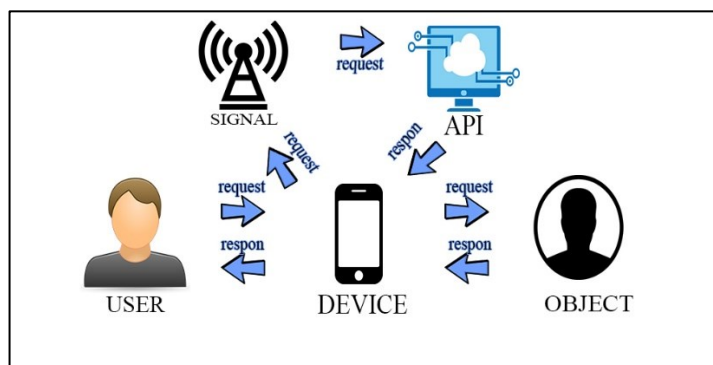 request
SIGNAL
API
request
respon
request
request
respon
respon
USER
DEVICE
OBJECT